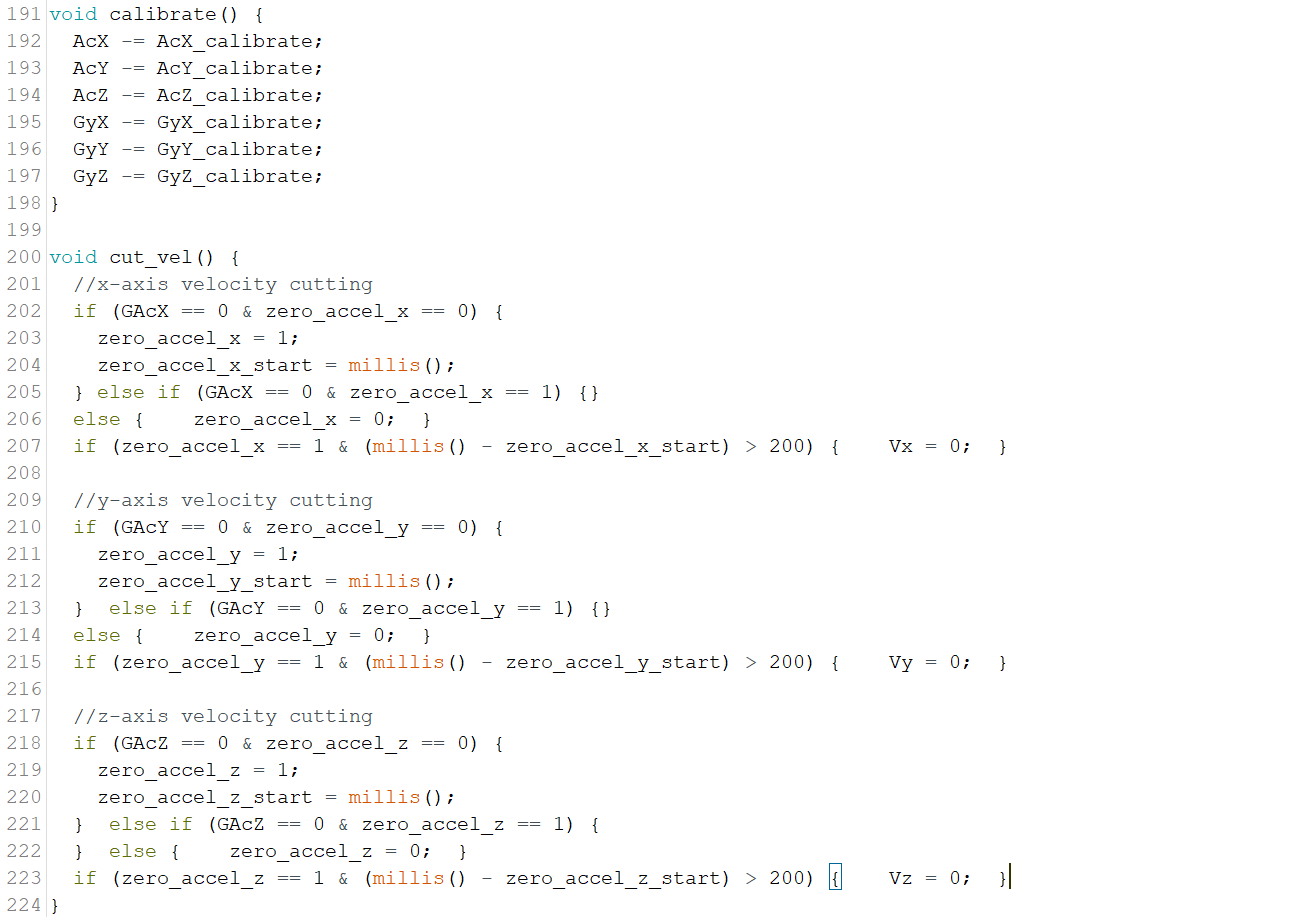 191 void calibrate() {
192   AcX -= AcX_calibrate;
193   AcY -= AcY_calibrate;
194   AcZ -= AcZ_calibrate;
195   GyX -= GyX_calibrate;
196   GyY -= GyY_calibrate;
197   GyZ -= GyZ_calibrate;
198 }
199
200 void cut_vel() {
201   //x-axis velocity cutting
202   if (GAcX == 0 & zero_accel_x == 0) {
203     zero_accel_x = 1;
204     zero_accel_x_start = millis();
205   } else if (GAcX == 0 & zero_accel_x == 1) {}
206   else {    zero_accel_x = 0;  }
207   if (zero_accel_x == 1 & (millis() - zero_accel_x_start) > 200) {    Vx = 0;  }
208
209   //y-axis velocity cutting
210   if (GAcY == 0 & zero_accel_y == 0) {
211     zero_accel_y = 1;
212     zero_accel_y_start = millis();
213   }  else if (GAcY == 0 & zero_accel_y == 1) {}
214   else {    zero_accel_y = 0;  }
215   if (zero_accel_y == 1 & (millis() - zero_accel_y_start) > 200) {    Vy = 0;  }
216
217   //z-axis velocity cutting
218   if (GAcZ == 0 & zero_accel_z == 0) {
219     zero_accel_z = 1;
220     zero_accel_z_start = millis();
221   }  else if (GAcZ == 0 & zero_accel_z == 1) {
222   }  else {    zero_accel_z = 0;  }
223   if (zero_accel_z == 1 & (millis() - zero_accel_z_start) > 200) {    Vz = 0;  }
224 }